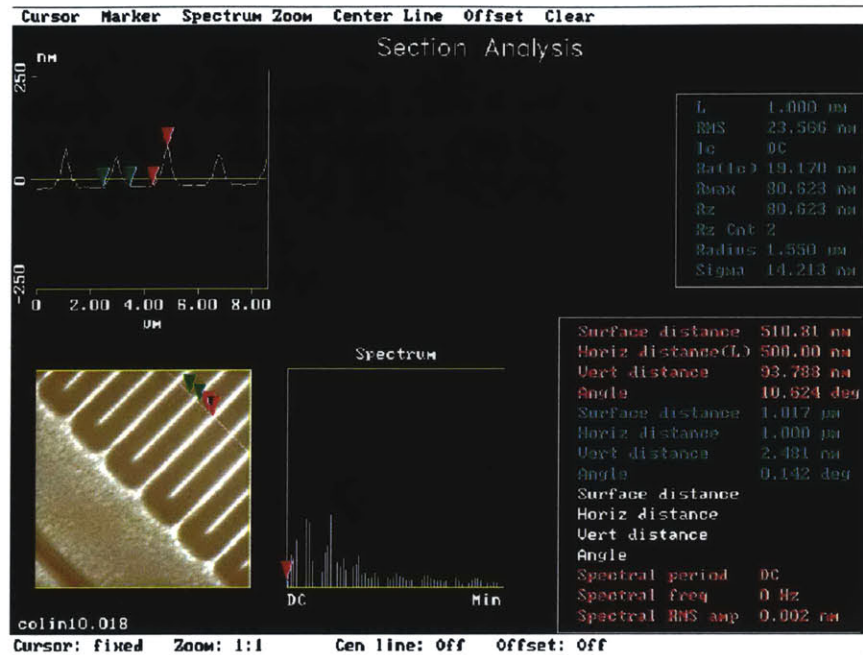 Cursor Marker Spectrum Zoom Center Line Offset Clear
Section Analysis
nM
250
0
-250
0 2.00 4.00 6.00 8.00
µM
L 1.000 µm
RMS 23.566 nm
lc DC
Ra(lc) 19.170 nm
Rmax 80.623 nm
Rz 80.623 nm
Rz Cnt 2
Radius 1.550 µm
Sigma 14.213 nm
Spectrum
DC Min
Surface distance 510.81 nm
Horiz distance(L) 500.00 nm
Vert distance 93.788 nm
Angle 10.624 deg
Surface distance 1.017 µm
Horiz distance 1.000 µm
Vert distance 2.481 nm
Angle 0.142 deg
Surface distance
Horiz distance
Vert distance
Angle
Spectral period DC
Spectral freq 0 Hz
Spectral RMS amp 0.002 nm
colin10.018
Cursor: fixed Zoom: 1:1 Cen line: Off Offset: Off